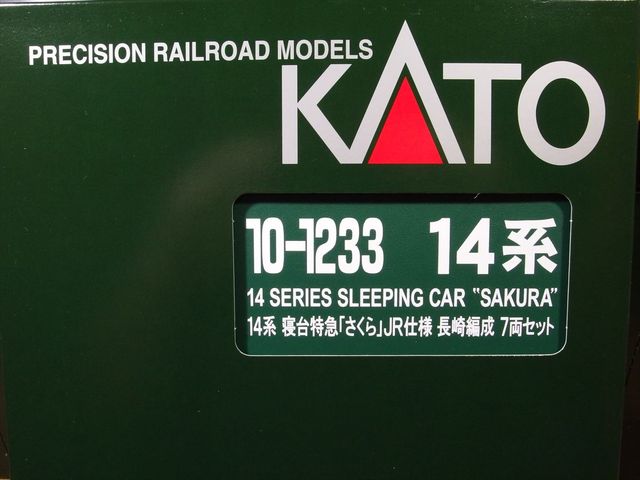 PRECISION RAILROAD MODELS
KATO
10-1233 14系
14 SERIES SLEEPING CAR "SAKURA"
14系 寝台特急「さくら」JR仕様 長崎編成 7両セット